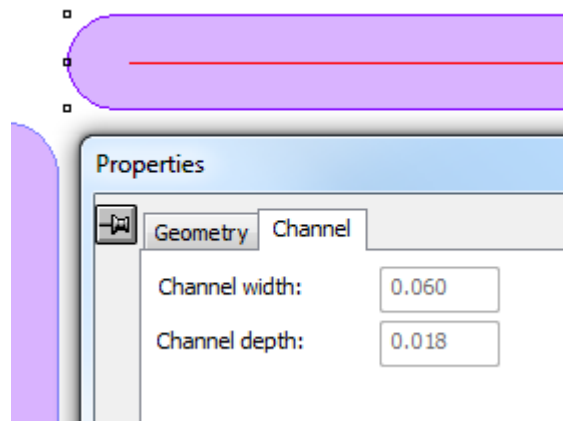 Properties
Geometry Channel
Channel width: 0.060
Channel depth: 0.018